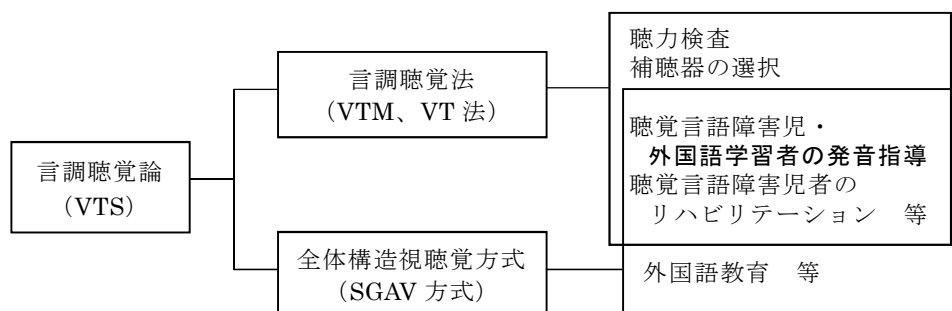 言調聴覚論
(VTS)
言調聴覚法
(VTM、VT 法)
全体構造視聴覚方式
(SGAV 方式)
聴力検査
補聴器の選択
聴覚言語障害児・
外国語学習者の発音指導
聴覚言語障害児者の
リハビリテーション 等
外国語教育 等